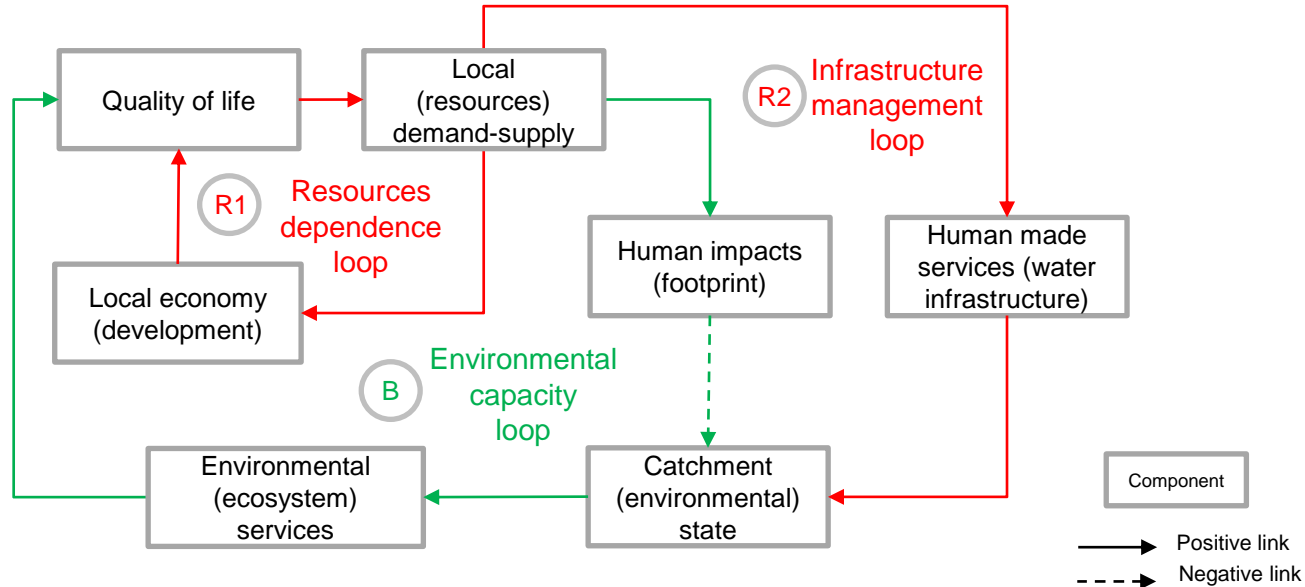 Quality of life
Local
(resources)
demand-supply
R2
Infrastructure
management
loop
R1
Resources
dependence
loop
Local economy
(development)
Human impacts
(footprint)
Human made
services (water
infrastructure)
B
Environmental
capacity
loop
Environmental
(ecosystem)
services
Catchment
(environmental)
state
Component
Positive link
Negative link